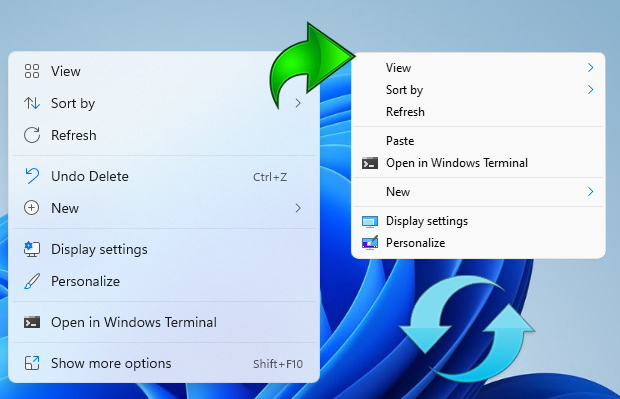 View
Sort by
Refresh
Undo Delete Ctrl+Z
New
Display settings
Personalize
Open in Windows Terminal
Show more options Shift+F10
View
Sort by
Refresh
Paste
Open in Windows Terminal
New
Display settings
Personalize